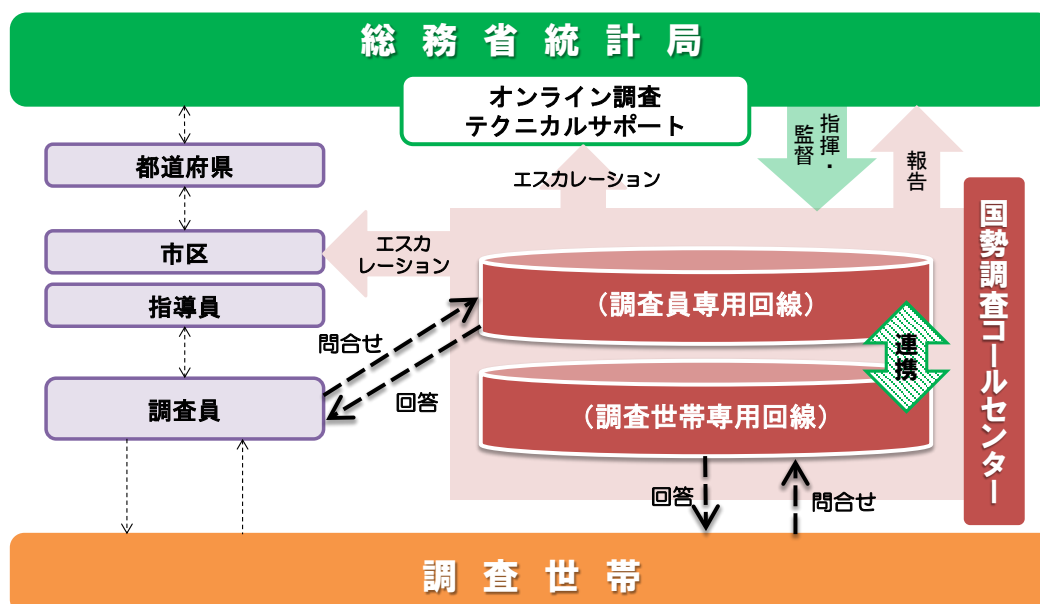 総務省統計局
オンライン調査
テクニカルサポート
指揮・
監督
報告
都道府県
エスカレーション
国勢調査コールセンター
市区
エスカ
レーション
指導員
(調査員専用回線)
連携
問合せ
回答
調査員
(調査世帯専用回線)
回答
問合せ
調査世帯